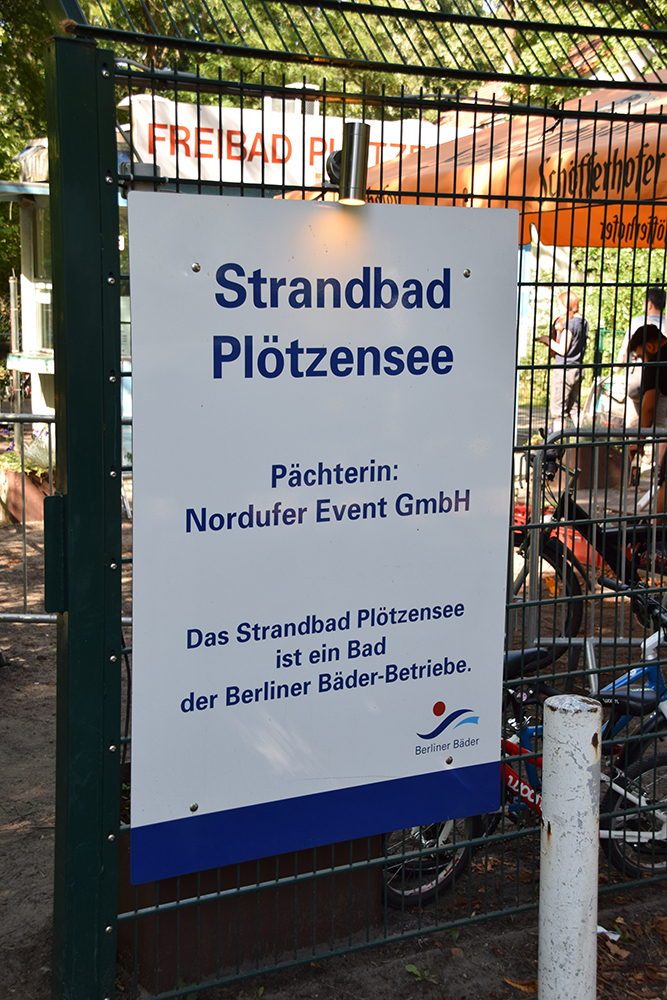 FREIBAD PLÖTZE
Schöfferhofer
Strandbad
Plötzensee
Pächterin:
Nordufer Event GmbH
Das Strandbad Plötzensee
ist ein Bad
der Berliner Bäder-Betriebe.
Berliner Bäder